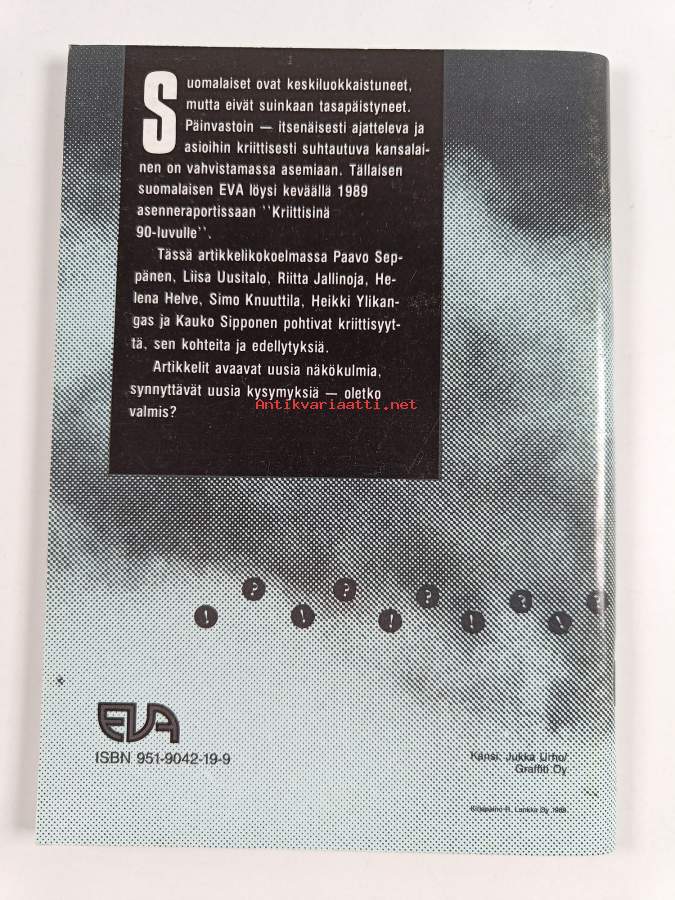 Suomalaiset ovat keskiluokkaistuneet,
mutta eivät suinkaan tasapäistyneet.
Päinvastoin — itsenäisesti ajatteleva ja
asioihin kriittisesti suhtautuva kansalai-
nen on vahvistamassa asemiaan. Tällaisen
suomalaisen EVA löysi keväällä 1989
asenneraportissaan ''Kriittisinä
90-luvulle''.
Tässä artikkelikokoelmassa Paavo Sep-
pänen, Liisa Uusitalo, Riitta Jallinoja, He-
lena Helve, Simo Knuuttila, Heikki Ylikan-
gas ja Kauko Sipponen pohtivat kriittisyyt-
tä, sen kohteita ja edellytyksiä.
Artikkelit avaavat uusia näkökulmia,
synnyttävät uusia kysymyksiä — oletko
valmis?
Antikvariaatti.net
! ? ! ? ! ? ! ? ! ?
EVA
ISBN 951-9042-19-9
Kansi: Jukka Urho/
Graffiti Oy
Kirjapaino R. Lunkka Oy 1989